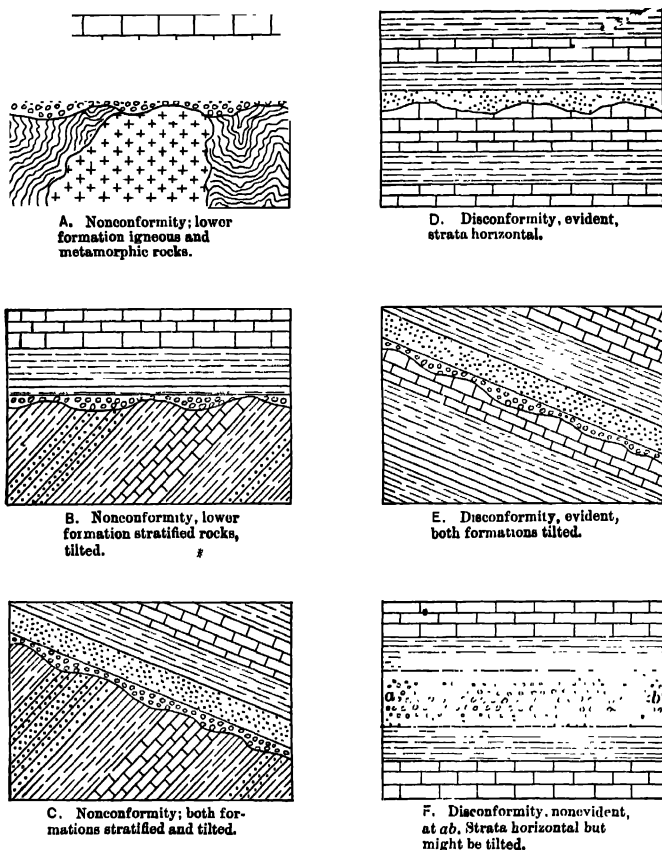 A. Nonconformity; lower
formation igneous and
metamorphic rocks.
B. Nonconformity, lower
formation stratified rocks,
tilted.
C. Nonconformity; both for-
mations stratified and tilted.
D. Disconformity, evident,
strata horizontal.
E. Disconformity, evident,
both formations tilted.
a
b
F. Disconformity, nonevident,
at ab. Strata horizontal but
might be tilted.